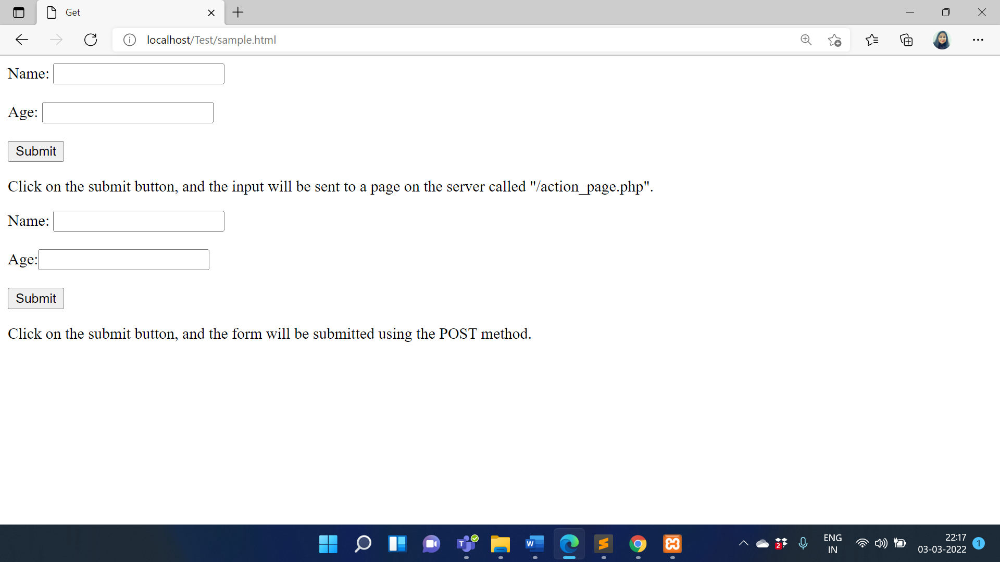 Get
localhost/Test/sample.html
Name:
Age:
Submit
Click on the submit button, and the input will be sent to a page on the server called "/action_page.php".
Name:
Age:
Submit
Click on the submit button, and the form will be submitted using the POST method.
T
W
2
ENG
IN
22:17
03-03-2022
1